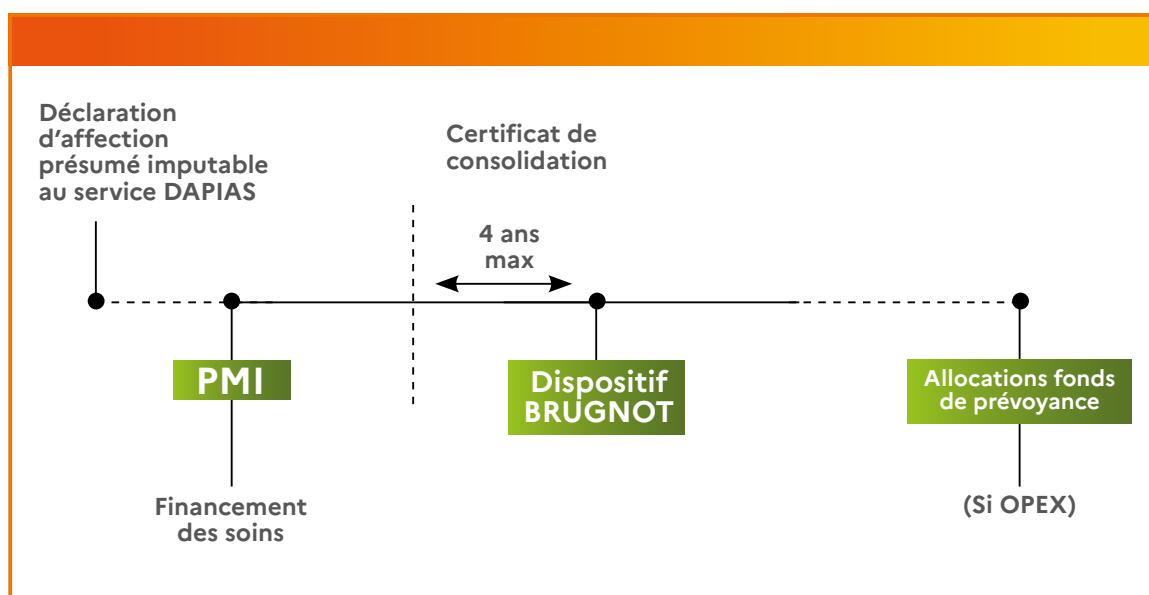 Déclaration
d'affection
présumé imputable
au service DAPIAS
Certificat de
consolidation
4 ans
max
PMI
Dispositif
BRUGNOT
Allocations fonds
de prévoyance
Financement
des soins
(Si OPEX)